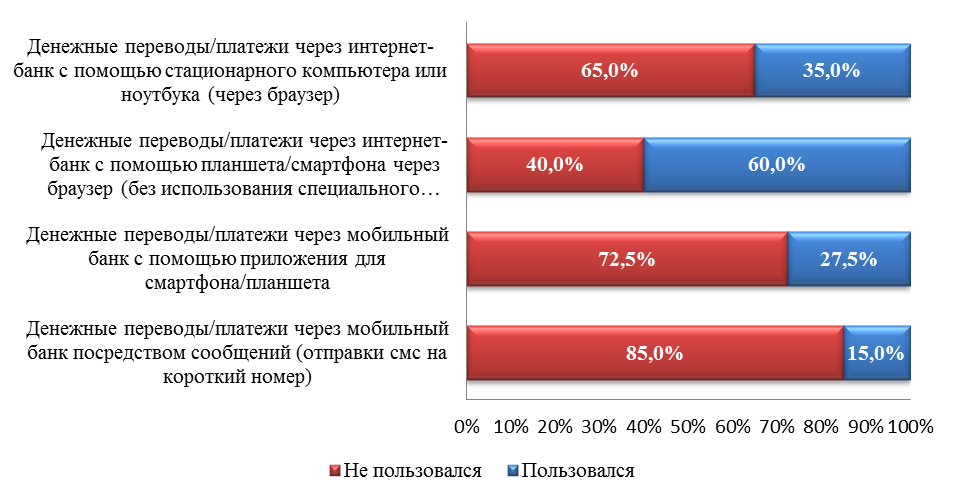 Денежные переводы/платежи через интернет-
банк с помощью стационарного компьютера или
ноутбука (через браузер)
65,0%
35,0%
Денежные переводы/платежи через интернет-
банк с помощью планшета/смартфона через
браузер (без использования специального…
40,0%
60,0%
Денежные переводы/платежи через мобильный
банк с помощью приложения для
смартфона/планшета
72,5%
27,5%
Денежные переводы/платежи через мобильный
банк посредством сообщений (отправки смс на
короткий номер)
85,0%
15,0%
0% 10% 20% 30% 40% 50% 60% 70% 80% 90% 100%
Не пользовался Пользовался